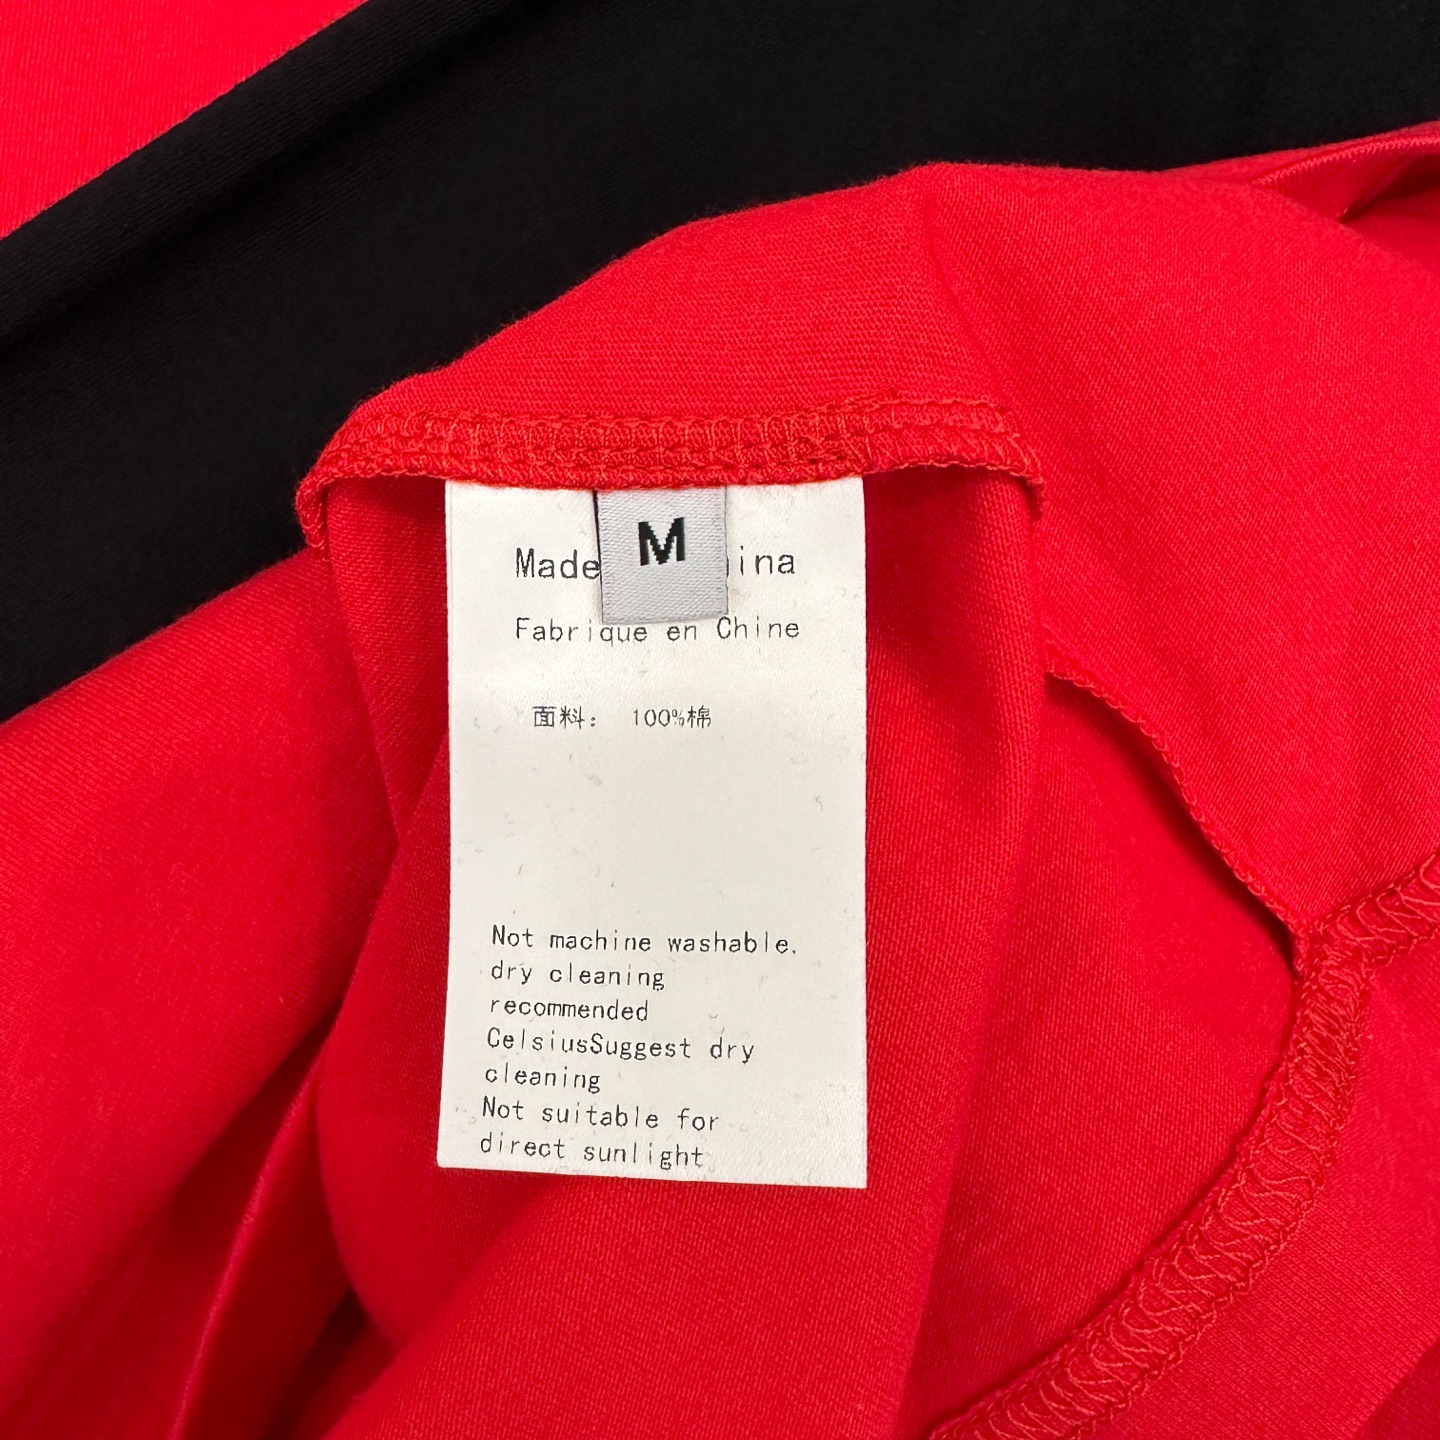 M
Made ina
Fabrique en Chine
面料： 100%棉
Not machine washable.
dry cleaning
recommended
CelsiusSuggest dry
cleaning
Not suitable for
direct sunlight